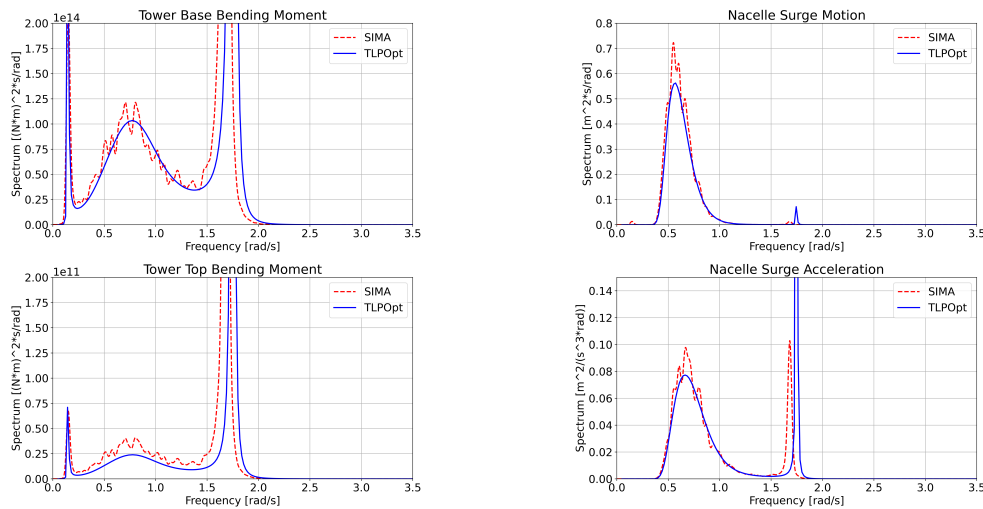 Tower Base Bending Moment
1e14
2.00
1.75
1.50
1.25
1.00
0.75
0.50
0.25
0.00
Spectrum [(N*m)^2*s/rad]
SIMA
TLPOpt
0.0 0.5 1.0 1.5 2.0 2.5 3.0 3.5
Frequency [rad/s]
Nacelle Surge Motion
0.8
0.7
0.6
0.5
0.4
0.3
0.2
0.1
0.0
Spectrum [m^2*s/rad]
SIMA
TLPOpt
0.0 0.5 1.0 1.5 2.0 2.5 3.0 3.5
Frequency [rad/s]
Tower Top Bending Moment
1e11
2.00
1.75
1.50
1.25
1.00
0.75
0.50
0.25
0.00
Spectrum [(N*m)^2*s/rad]
SIMA
TLPOpt
0.0 0.5 1.0 1.5 2.0 2.5 3.0 3.5
Frequency [rad/s]
Nacelle Surge Acceleration
0.14
0.12
0.10
0.08
0.06
0.04
0.02
0.00
Spectrum [m^2/(s^3*rad)]
SIMA
TLPOpt
0.0 0.5 1.0 1.5 2.0 2.5 3.0 3.5
Frequency [rad/s]